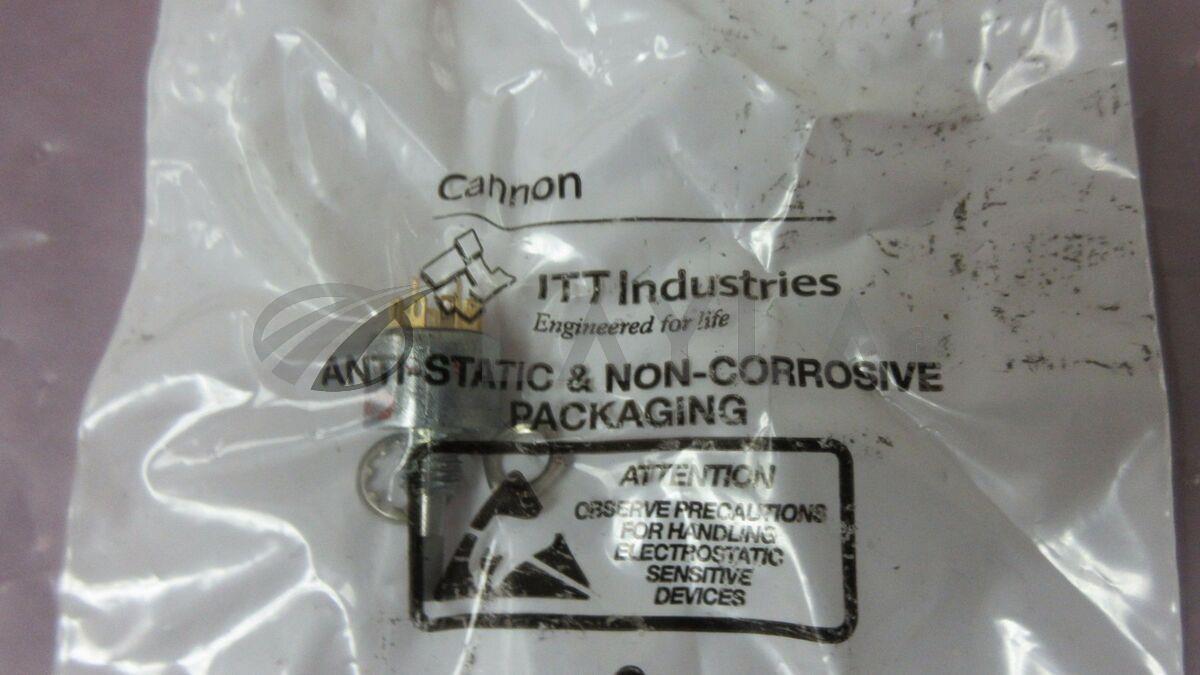 Cannon
ITT Industries
Engineered for life
ANTI-STATIC & NON-CORROSIVE
PACKAGING
ATTENTION
OBSERVE PRECAUTIONS
FOR HANDLING
ELECTROSTATIC
SENSITIVE
DEVICES